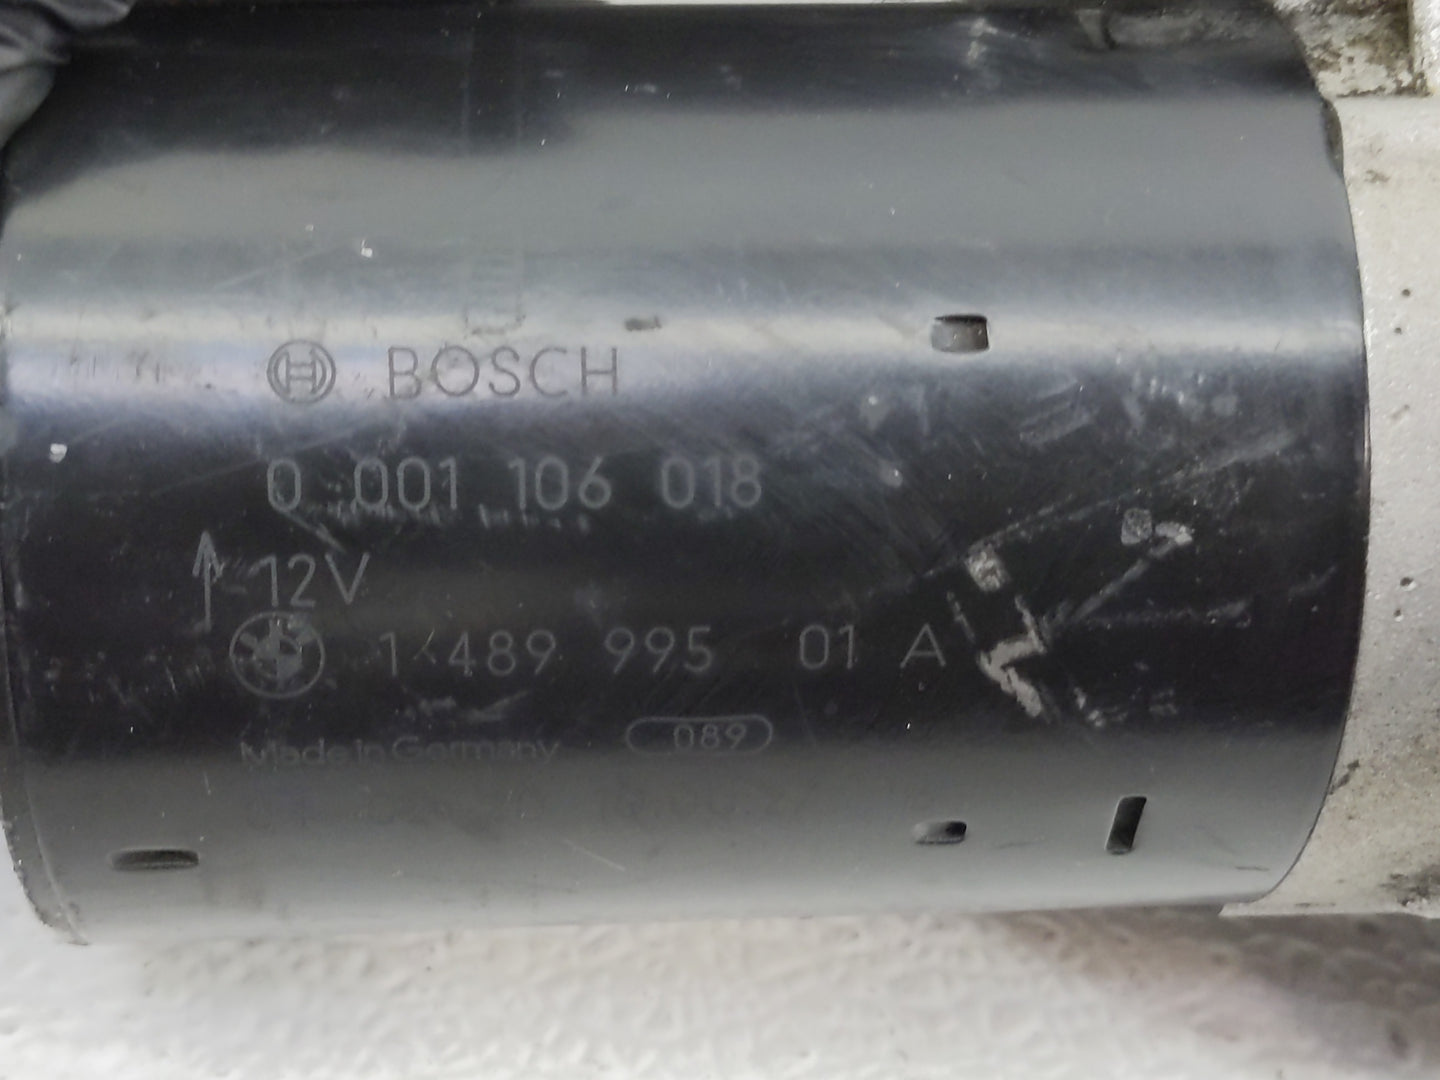 BOSCH
0 001 106 018
12V
1 489 995 01 A
Made in Germany 089